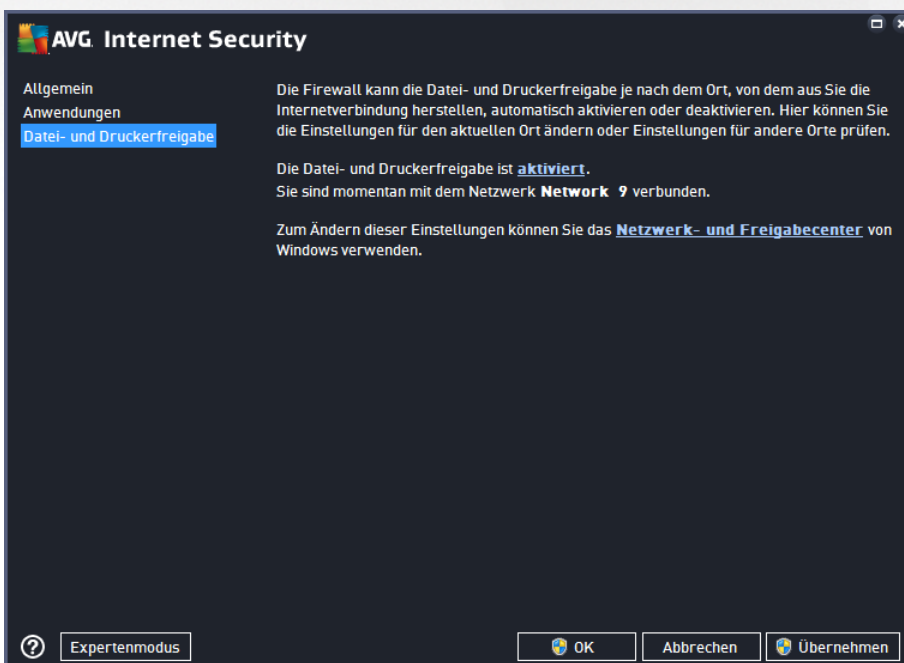 AVG. Internet Security
Allgemein
Anwendungen
Datei- und Druckerfreigabe
Die Firewall kann die Datei- und Druckerfreigabe je nach dem Ort, von dem aus Sie die
Internetverbindung herstellen, automatisch aktivieren oder deaktivieren. Hier können Sie
die Einstellungen für den aktuellen Ort ändern oder Einstellungen für andere Orte prüfen.
Die Datei- und Druckerfreigabe ist aktiviert.
Sie sind momentan mit dem Netzwerk Network 9 verbunden.
Zum Ändern dieser Einstellungen können Sie das Netzwerk- und Freigabecenter von
Windows verwenden.
? Expertenmodus OK Abbrechen Übernehmen